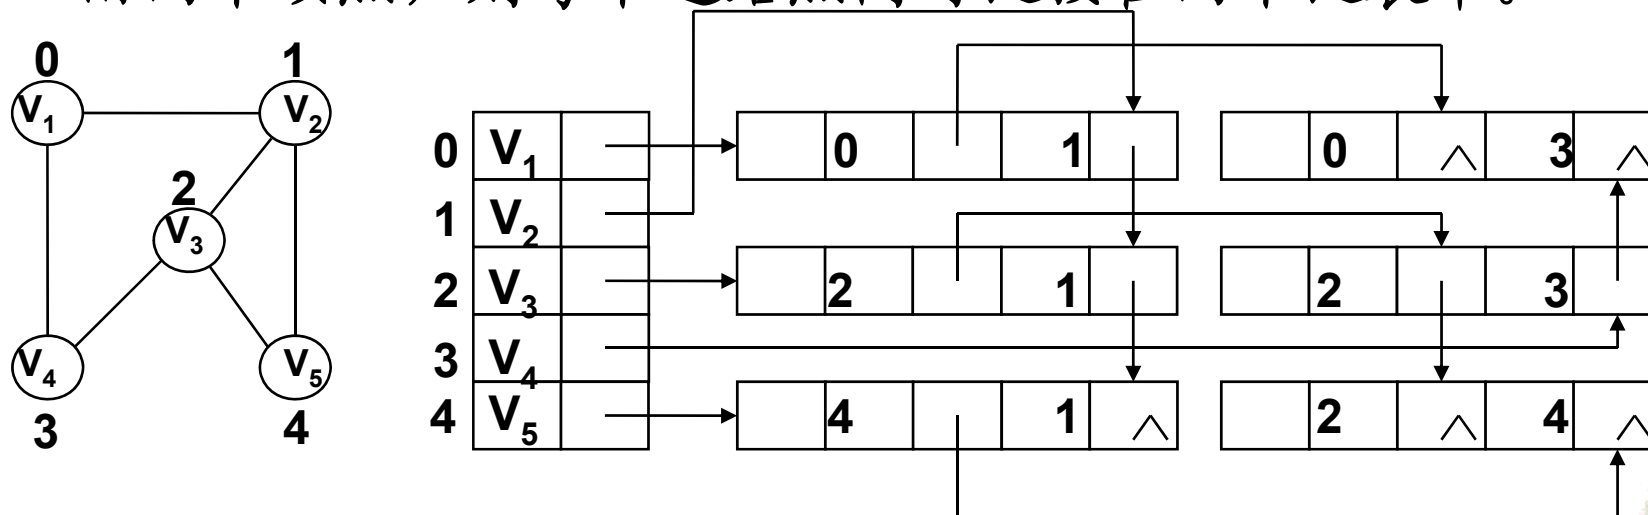 0 1
V1 V2
2
V3
V4 V5
3 4
0 V1 0 1 0 ∧ 3 ∧
1 V2
2 V3 2 1 2 3
3 V4
4 V5 4 1 ∧ 2 ∧ 4 ∧